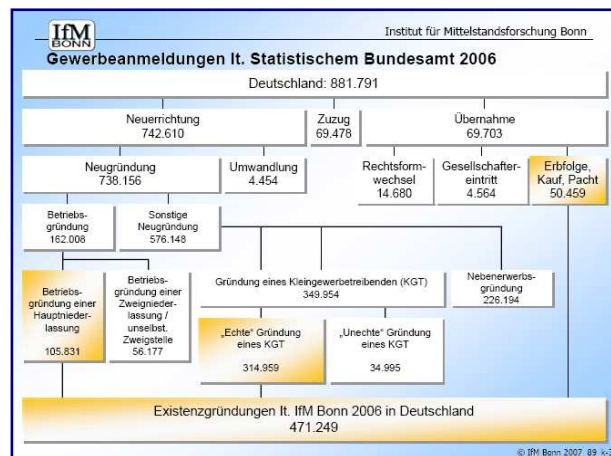 IfM
BONN
Institut für Mittelstandsforschung Bonn
Gewerbeanmeldungen lt. Statistischem Bundesamt 2006
Deutschland: 881.791
Neuerrichtung
742.610
Zuzug
69.478
Übernahme
69.703
Neugründung
738.156
Umwandlung
4.454
Rechtsform-
wechsel
14.680
Gesellschafter-
eintritt
4.564
Erbfolge,
Kauf, Pacht
50.459
Betriebs-
gründung
162.008
Sonstige
Neugründung
576.148
Betriebs-
gründung einer
Hauptnieder-
lassung
105.831
Betriebs-
gründung einer
Zweignieder-
lassung /
unselbst.
Zweigstelle
56.177
Gründung eines Kleingewerbetreibenden (KGT)
349.954
Nebenerwerbs-
gründung
226.194
„Echte“ Gründung
eines KGT
314.959
„Unechte“ Gründung
eines KGT
34.995
Existenzgründungen lt. IfM Bonn 2006 in Deutschland
471.249
© IfM Bonn 2007 89